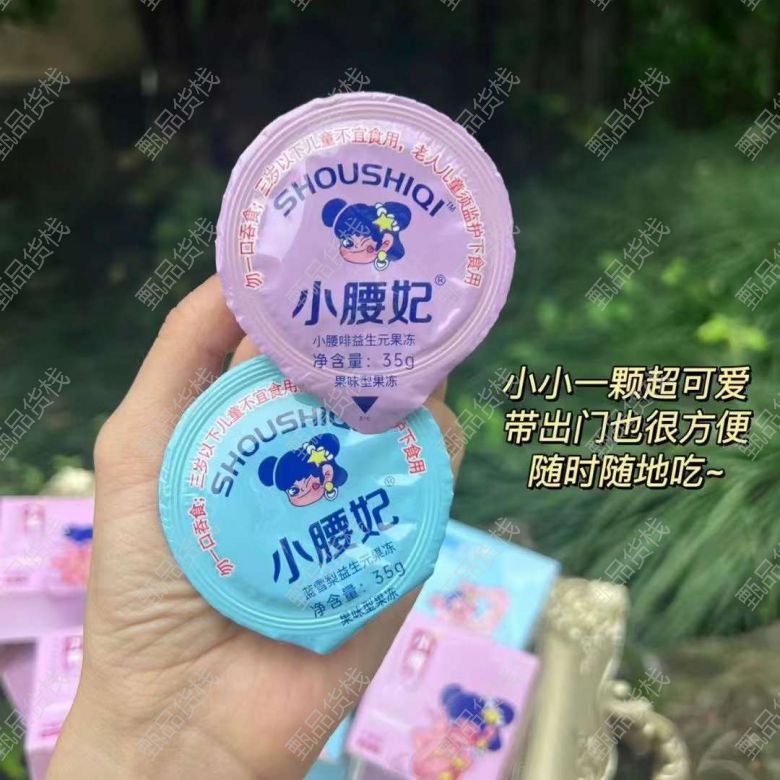 勿一口吞食；三岁以下儿童不宜食用，老人儿童须监护下食用
SHOUSHIQI™
小腰妃®
小腰啡益生元果冻
净含量：35g
果味型果冻
勿一口吞食；三岁以下儿童不宜食用
下食用
SHOUSHIQI
小腰妃®
蓝雪梨益生元果冻
净含量：35g
果味型果冻
小小一颗超可爱
带出门也很方便
随时随地吃~
甄品货栈